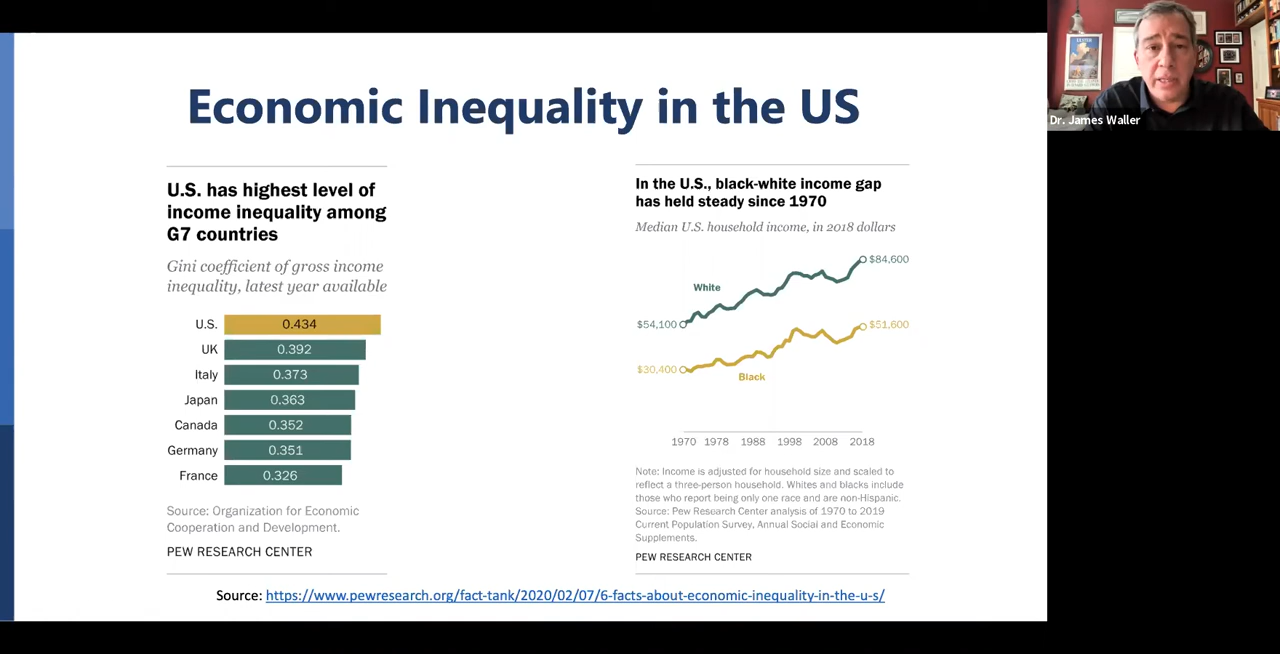 Economic Inequality in the US
U.S. has highest level of
income inequality among
G7 countries
Gini coefficient of gross income
inequality, latest year available
U.S. 0.434
UK 0.392
Italy 0.373
Japan 0.363
Canada 0.352
Germany 0.351
France 0.326
Source: Organization for Economic
Cooperation and Development.
PEW RESEARCH CENTER
In the U.S., black-white income gap
has held steady since 1970
Median U.S. household income, in 2018 dollars
$84,600
White
$54,100
$51,600
$30,400
Black
1970 1978 1988 1998 2008 2018
Note: Income is adjusted for household size and scaled to
reflect a three-person household. Whites and blacks include
those who report being only one race and are non-Hispanic.
Source: Pew Research Center analysis of 1970 to 2019
Current Population Survey, Annual Social and Economic
Supplements.
PEW RESEARCH CENTER
Source: https://www.pewresearch.org/fact-tank/2020/02/07/6-facts-about-economic-inequality-in-the-u-s/
Dr. James Waller